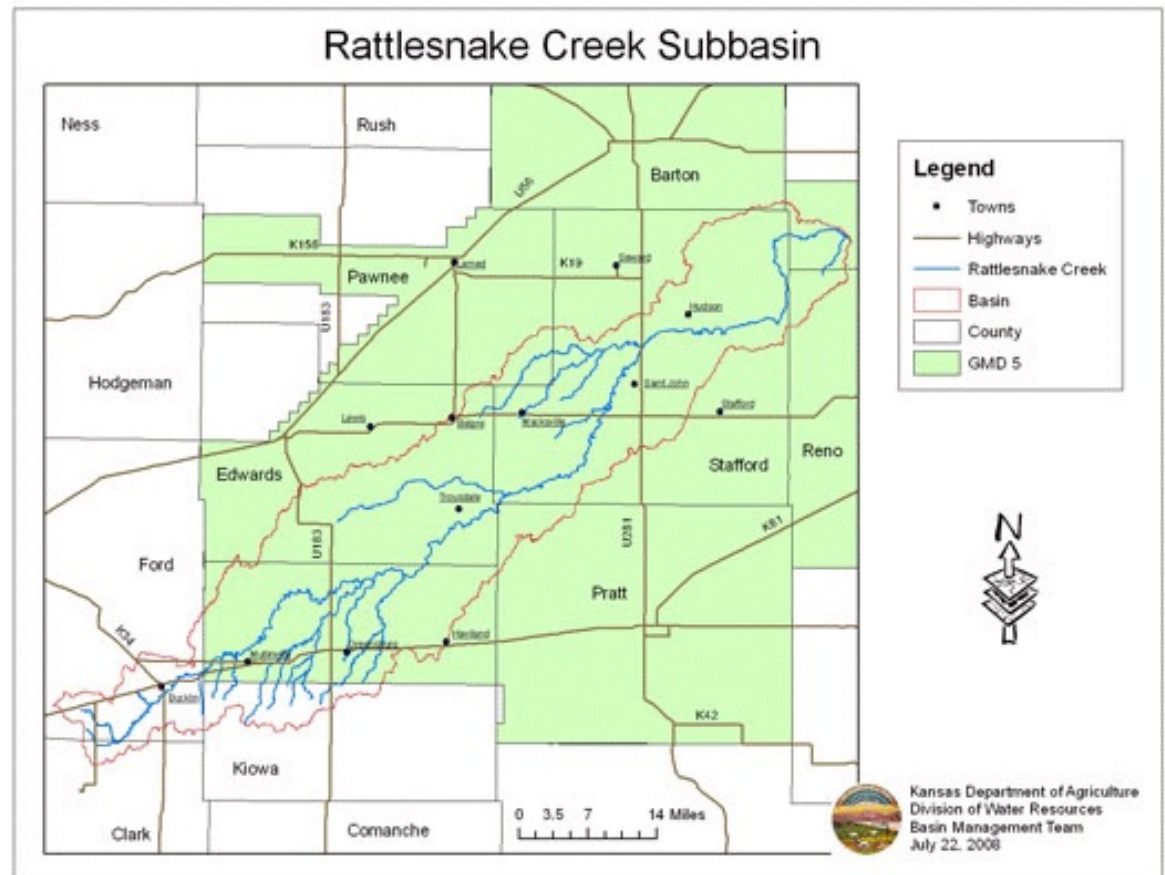 Rattlesnake Creek Subbasin
Ness
Rush
Barton
U56
K156
Larned
K19
Seward
Pawnee
U183
Hudson
Hodgeman
Saint John
Lewis
Belpre
Macksville
Stafford
Edwards
Stafford
Reno
Trousdale
K61
U183
U281
Ford
Pratt
K34
Haviland
Mullinville
Greensburg
Bucklin
K42
Kiowa
Clark
Comanche
0 3.5 7 14 Miles
Legend
Towns
Highways
Rattlesnake Creek
Basin
County
GMD 5
N
Kansas Department of Agriculture
Division of Water Resources
Basin Management Team
July 22, 2008